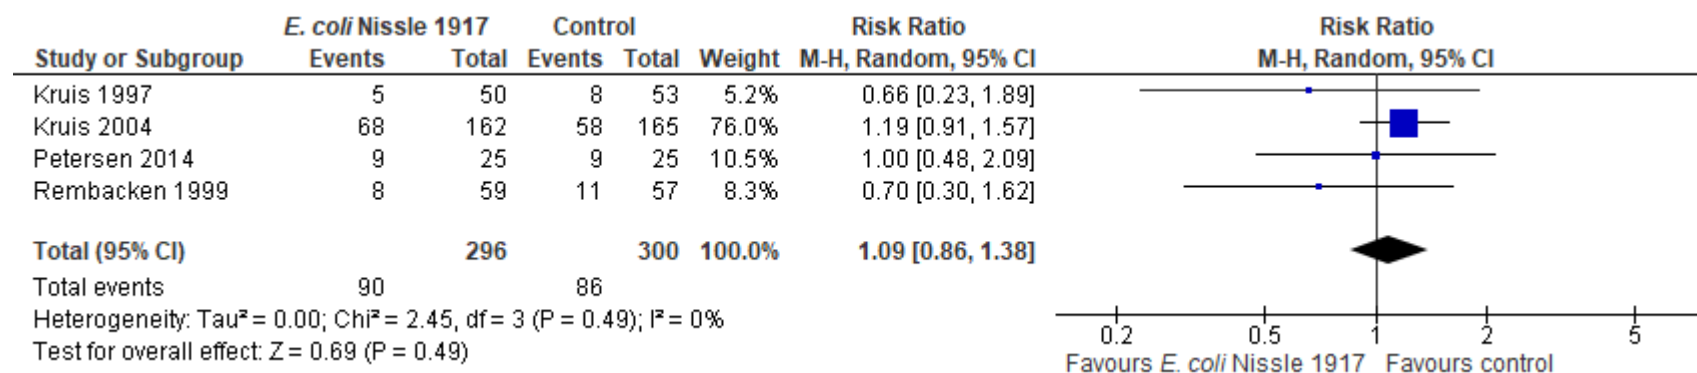 E. coli Nissle 1917 Control Risk Ratio Risk Ratio
Study or Subgroup Events Total Events Total Weight M-H, Random, 95% CI M-H, Random, 95% CI
Kruis 1997 5 50 8 53 5.2% 0.66 [0.23, 1.89]
Kruis 2004 68 162 58 165 76.0% 1.19 [0.91, 1.57]
Petersen 2014 9 25 9 25 10.5% 1.00 [0.48, 2.09]
Rembacken 1999 8 59 11 57 8.3% 0.70 [0.30, 1.62]
Total (95% CI) 296 300 100.0% 1.09 [0.86, 1.38]
Total events 90 86
Heterogeneity: Tau² = 0.00; Chi² = 2.45, df = 3 (P = 0.49); I² = 0%
Test for overall effect: Z = 0.69 (P = 0.49)
0.2 0.5 1 2 5
Favours E. coli Nissle 1917 Favours control